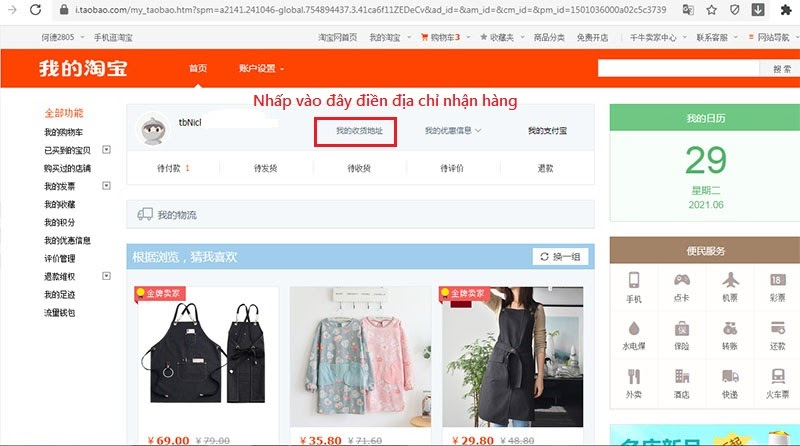 i.taobao.com/my_taobao.htm?spm=a2141.241046-global.754894437.3.41ca6f11ZEDeCv&ad_id=&am_id=&cm_id=&pm_id=1501036000a02c5c3739
何德2805 手机逛淘宝 淘宝网首页 我的淘宝 购物车3 收藏夹 商品分类 免费开店 千牛卖家中心 联系客服 网站导航
我的淘宝 首页 账户设置 搜 索
Nhấp vào đây điền địa chỉ nhận hàng
全部功能
我的购物车
已买到的宝贝
购买过的店铺
我的发票
我的收藏
我的积分
我的优惠信息
评价管理
退款维权
我的足迹
流量钱包
tbNicl
我的收货地址 我的优惠信息 我的支付宝
待付款 1 待发货 待收货 待评价 退款
我的物流
根据浏览，猜我喜欢 换一组
金牌卖家 金牌卖家
¥ 69.00 ¥ 79.00 ¥ 35.80 ¥ 71.60 ¥ 29.80 ¥ 48.80
我的日历
29
星期二
2021.06
便民服务
18
手机 点卡 机票 彩票
水电煤 保险 转账 还款
外卖 酒店 快递 火车票